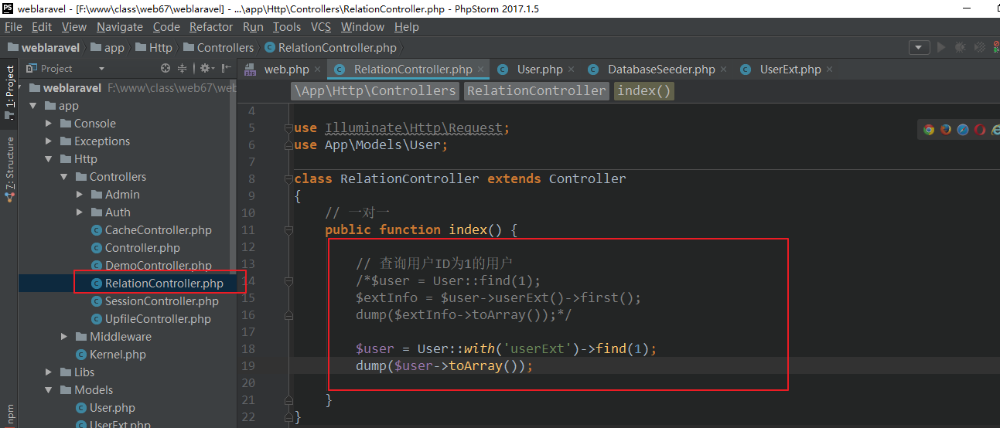 PS weblaravel - [F:\www\class\web67\weblaravel] - ...\app\Http\Controllers\RelationController.php - PhpStorm 2017.1.5
File Edit View Navigate Code Refactor Run Tools VCS Window Help
weblaravel app Http Controllers RelationController.php
1: Project
7: Structure
npm
Project
weblaravel F:\www\class\web67\web
app
Console
Exceptions
Http
Controllers
Admin
Auth
CacheController.php
Controller.php
DemoController.php
RelationController.php
SessionController.php
UpfileController.php
Middleware
Kernel.php
Libs
Models
User.php
UserExt.php
php web.php × RelationController.php × User.php × DatabaseSeeder.php × UserExt.php ×
\App\Http\Controllers RelationController index()
4
5 use Illuminate\Http\Request;
6 use App\Models\User;
7
8 class RelationController extends Controller
9 {
10 // 一对一
11 public function index() {
12
13 // 查询用户ID为1的用户
14 /*$user = User::find(1);
15 $extInfo = $user->userExt()->first();
16 dump($extInfo->toArray());*/
17
18 $user = User::with('userExt')->find(1);
19 dump($user->toArray());
20
21 }
22 }